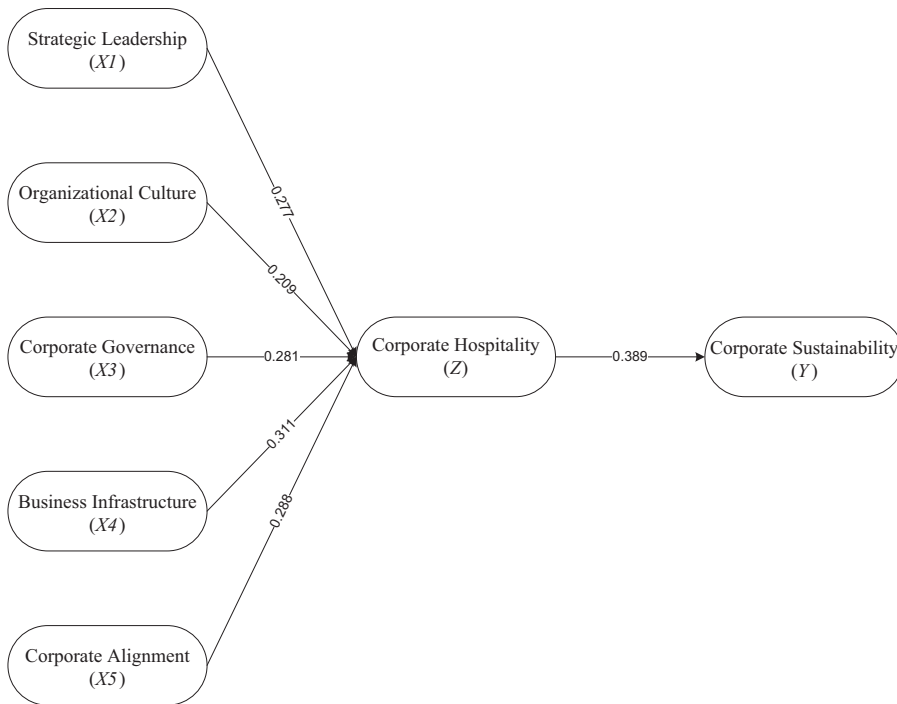 Strategic Leadership
(X1)
0.277
Organizational Culture
(X2)
0.209
Corporate Governance
(X3)
0.281
Corporate Hospitality
(Z)
0.389
Corporate Sustainability
(Y)
0.311
Business Infrastructure
(X4)
0.288
Corporate Alignment
(X5)